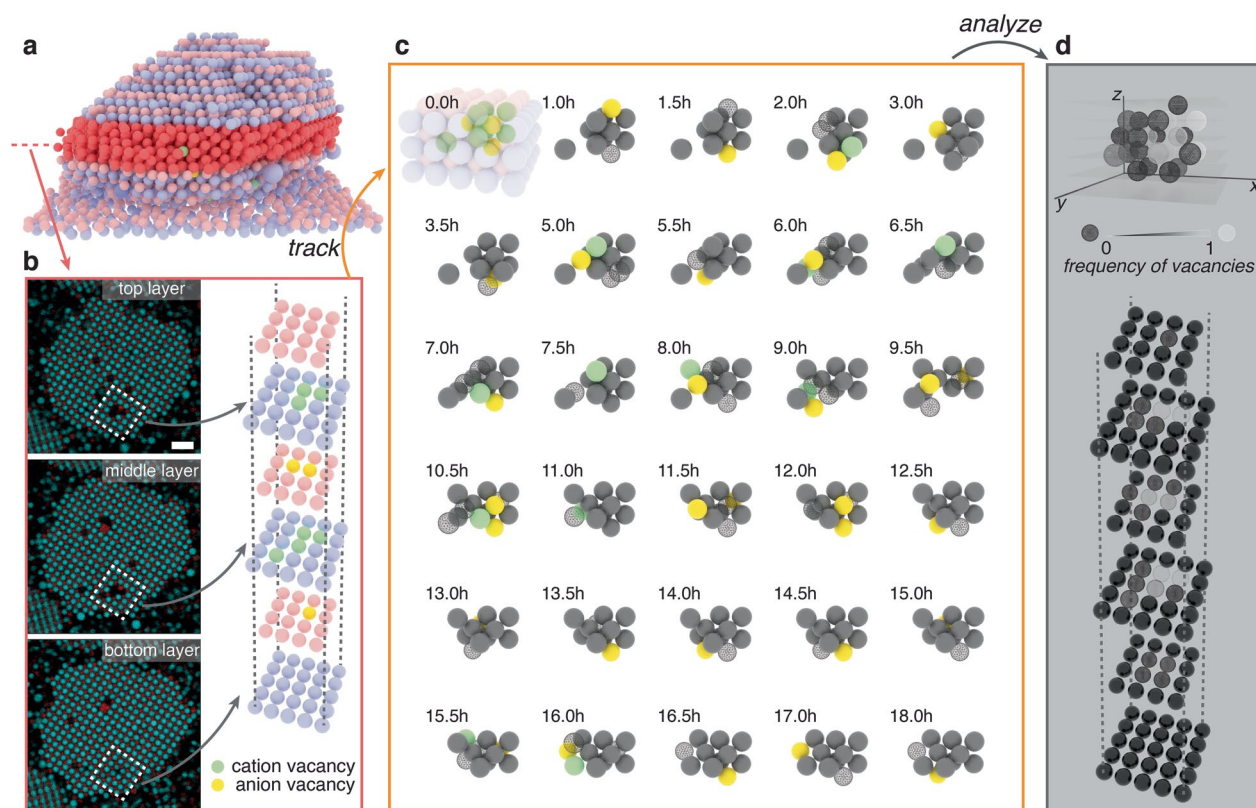 a
track
b
top layer
middle layer
bottom layer
cation vacancy
anion vacancy
c
0.0h 1.0h 1.5h 2.0h 3.0h
3.5h 5.0h 5.5h 6.0h 6.5h
7.0h 7.5h 8.0h 9.0h 9.5h
10.5h 11.0h 11.5h 12.0h 12.5h
13.0h 13.5h 14.0h 14.5h 15.0h
15.5h 16.0h 16.5h 17.0h 18.0h
analyze
d
z
x
y
0 1
frequency of vacancies